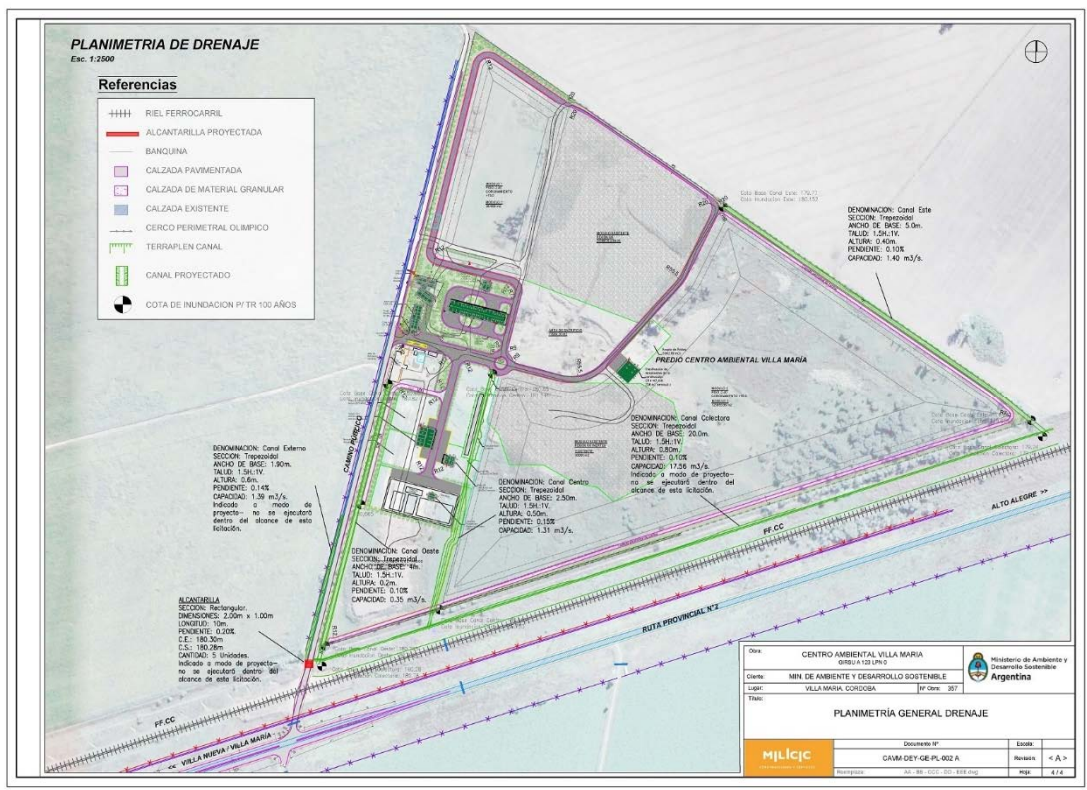 PLANIMETRIA DE DRENAJE
Esc. 1:2500
Referencias
RIEL FERROCARRIL
ALCANTARILLA PROYECTADA
BANQUINA
CALZADA PAVIMENTADA
CALZADA DE MATERIAL GRANULAR
CALZADA EXISTENTE
CERCO PERIMETRAL OLIMPICO
TERRAPLEN CANAL
CANAL PROYECTADO
COTA DE INUNDACION P/ TR 100 AÑOS
DENOMINACION: Canal Este
SECCION: Trapezoidal
ANCHO DE BASE: 5.0m.
TALUD: 1.5H.:1V.
ALTURA: 0.40m.
PENDIENTE: 0.10%
CAPACIDAD: 1.40 m3/s.
PREDIO CENTRO AMBIENTAL VILLA MARÍA
CAMINO PUBLICO
DENOMINACION: Canal Colectora
SECCION: Trapezoidal
ANCHO DE BASE: 20.0m.
TALUD: 1.5H.:1V.
ALTURA: 0.80m.
PENDIENTE: 0.10%
CAPACIDAD: 17.56 m3/s.
Indicado a modo de proyecto-
no se ejecutará dentro del
alcance de esta licitación.
DENOMINACION: Canal Externo
SECCION: Trapezoidal
ANCHO DE BASE: 1.90m.
TALUD: 1.5H.:1V.
ALTURA: 0.6m.
PENDIENTE: 0.14%
CAPACIDAD: 1.39 m3/s.
Indicado a modo de
proyecto- no se ejecutará
dentro del alcance de esta
licitación.
DENOMINACION: Canal Centro
SECCION: Trapezoidal
ANCHO DE BASE: 2.50m.
TALUD: 1.5H.:1V.
ALTURA: 0.50m.
PENDIENTE: 0.15%
CAPACIDAD: 1.31 m3/s.
DENOMINACION: Canal Oeste
SECCION: Trapezoidal
ANCHO DE BASE: 4m.
TALUD: 1.5H.:1V.
ALTURA: 0.2m.
PENDIENTE: 0.10%
CAPACIDAD: 0.35 m3/s.
ALCANTARILLA
SECCION: Rectangular.
DIMENSIONES: 2.00m x 1.00m
LONGITUD: 10m.
PENDIENTE: 0.20%
C.E.: 180.30m
C.S.: 180.28m
CANTIDAD: 5 Unidades.
Indicado a modo de proyecto-
no se ejecutará dentro del
alcance de esta licitación.
FF.CC
ALTO ALEGRE >>
RUTA PROVINCIAL N°2
FF.CC
<< VILLA NUEVA / VILLA MARÍA
Obra:
CENTRO AMBIENTAL VILLA MARIA
GIRSU A 123 LPN O
Cliente:
MIN. DE AMBIENTE Y DESARROLLO SOSTENIBLE
Lugar:
VILLA MARIA, CORDOBA
N° Obra: 357
Ministerio de Ambiente y
Desarrollo Sostenible
Argentina
Título:
PLANIMETRÍA GENERAL DRENAJE
MILICIC
Documento N°
CAVM-DEY-GE-PL-002 A
Escala:
Revisión: < A >
Hoja: 4 / 4